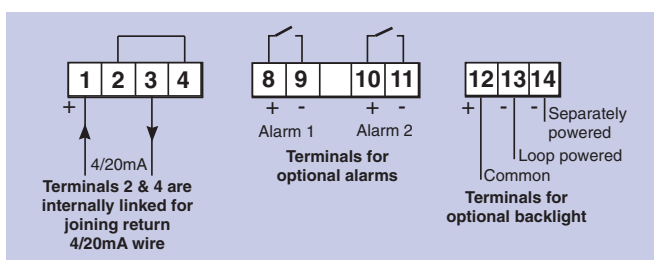 1 2 3 4
+
4/20mA
Terminals 2 & 4 are
internally linked for
joining return
4/20mA wire
8 9 10 11
+ - + -
Alarm 1 Alarm 2
Terminals for
optional alarms
12 13 14
+ - -
Separately
powered
Loop powered
Common
Terminals for
optional backlight